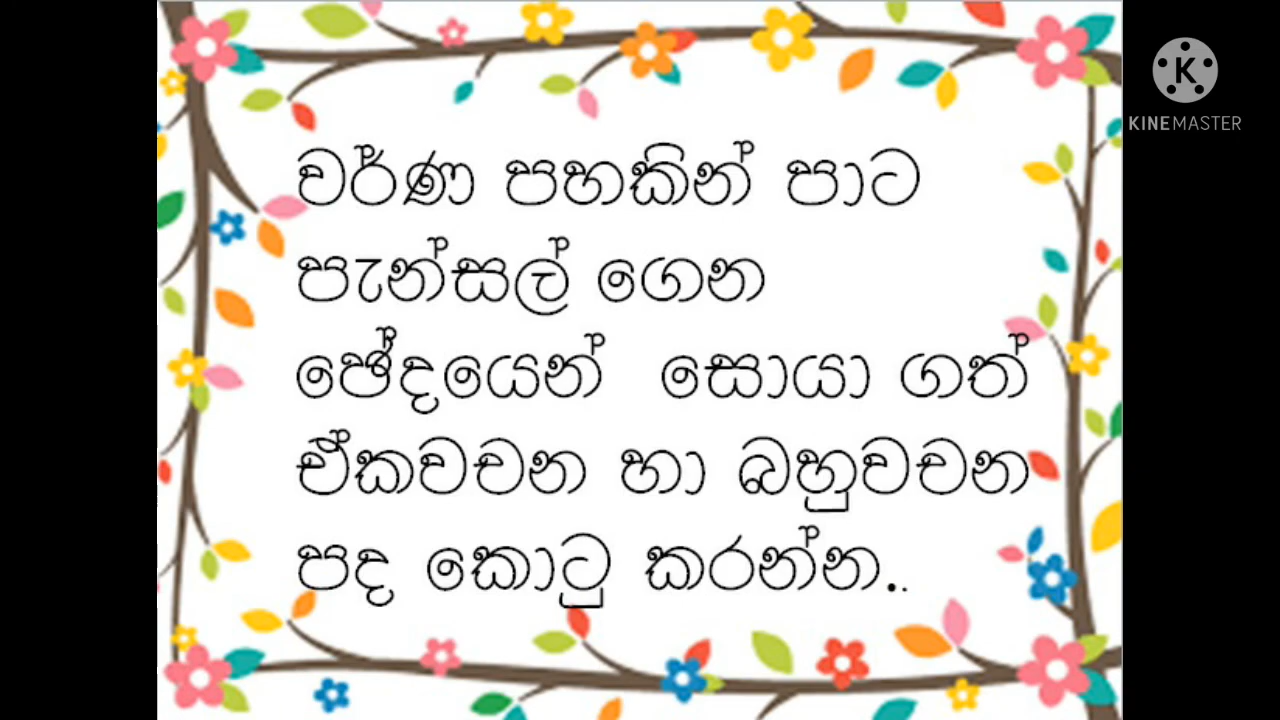 වර්ණ පහකින් පාට
පැන්සල් ගෙන
ඡේදයෙන් සොයා ගත්
ඒකවචන හා බහුවචන
පද කොටු කරන්න..
K
KINEMASTER